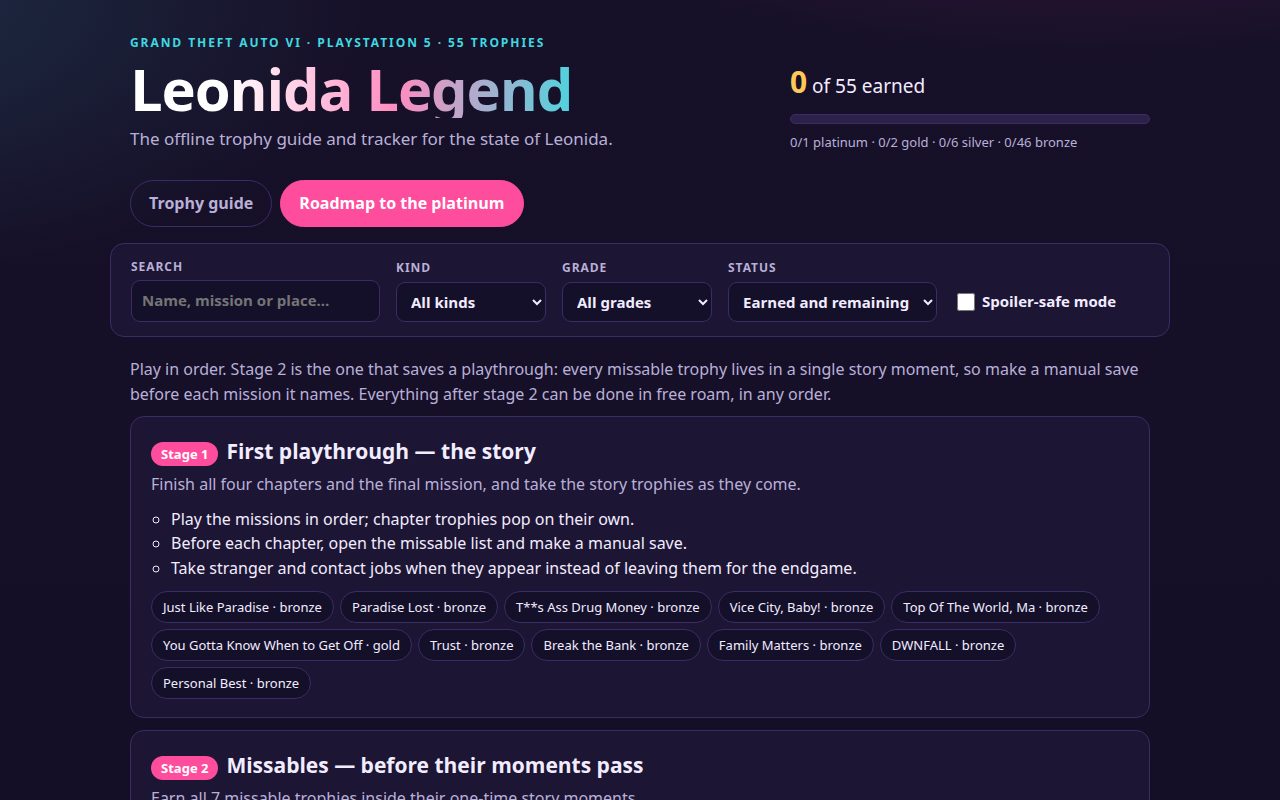 GRAND THEFT AUTO VI · PLAYSTATION 5 · 55 TROPHIES
Leonida Legend
The offline trophy guide and tracker for the state of Leonida.
0 of 55 earned
0/1 platinum · 0/2 gold · 0/6 silver · 0/46 bronze
Trophy guide
Roadmap to the platinum
SEARCH
Name, mission or place...
KIND
All kinds
GRADE
All grades
STATUS
Earned and remaining
Spoiler-safe mode
Play in order. Stage 2 is the one that saves a playthrough: every missable trophy lives in a single story moment, so make a manual save
before each mission it names. Everything after stage 2 can be done in free roam, in any order.
Stage 1 First playthrough — the story
Finish all four chapters and the final mission, and take the story trophies as they come.
Play the missions in order; chapter trophies pop on their own.
Before each chapter, open the missable list and make a manual save.
Take stranger and contact jobs when they appear instead of leaving them for the endgame.
Just Like Paradise · bronze
Paradise Lost · bronze
T**s Ass Drug Money · bronze
Vice City, Baby! · bronze
Top Of The World, Ma · bronze
You Gotta Know When to Get Off · gold
Trust · bronze
Break the Bank · bronze
Family Matters · bronze
DWNFALL · bronze
Personal Best · bronze
Stage 2 Missables — before their moments pass
Earn all 7 missable trophies inside their one-time story moments.